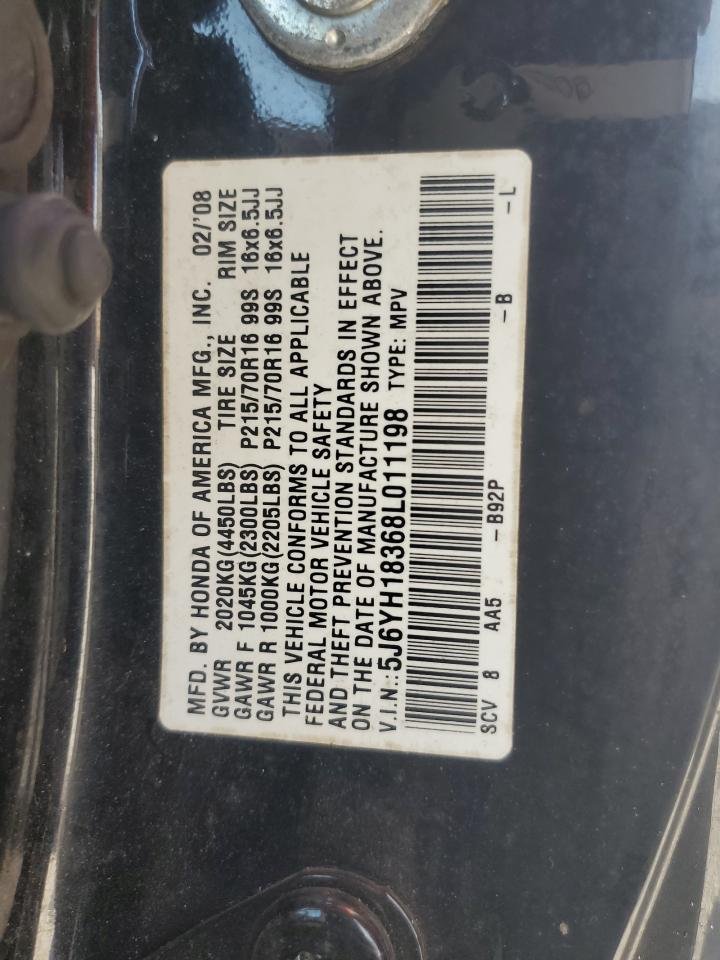 MFD. BY HONDA OF AMERICA MFG., INC. 02/'08
GVWR 2020KG(4450LBS) TIRE SIZE RIM SIZE
GAWR F 1045KG(2300LBS) P215/70R16 99S 16x6.5JJ
GAWR R 1000KG(2205LBS) P215/70R16 99S 16x6.5JJ
THIS VEHICLE CONFORMS TO ALL APPLICABLE
FEDERAL MOTOR VEHICLE SAFETY
AND THEFT PREVENTION STANDARDS IN EFFECT
ON THE DATE OF MANUFACTURE SHOWN ABOVE.
V.I.N.:5J6YH18368L011198 TYPE: MPV
SCV 8 AA5 -B92P -B -L